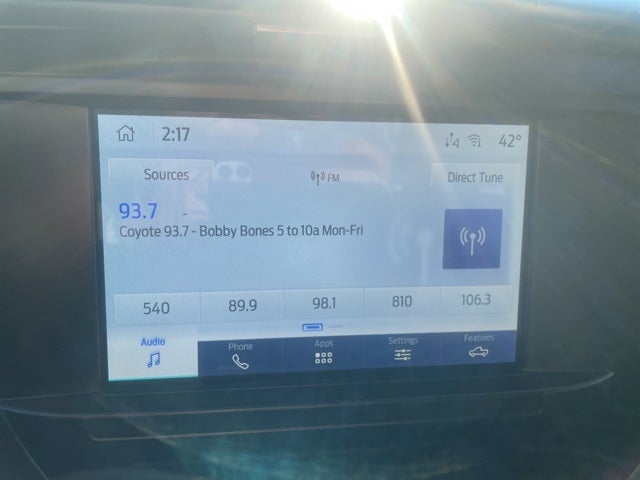 2:17
42°
Sources
FM
Direct Tune
93.7 -
Coyote 93.7 - Bobby Bones 5 to 10a Mon-Fri
540
89.9
98.1
810
106.3
Audio
Phone
Apps
Settings
Features